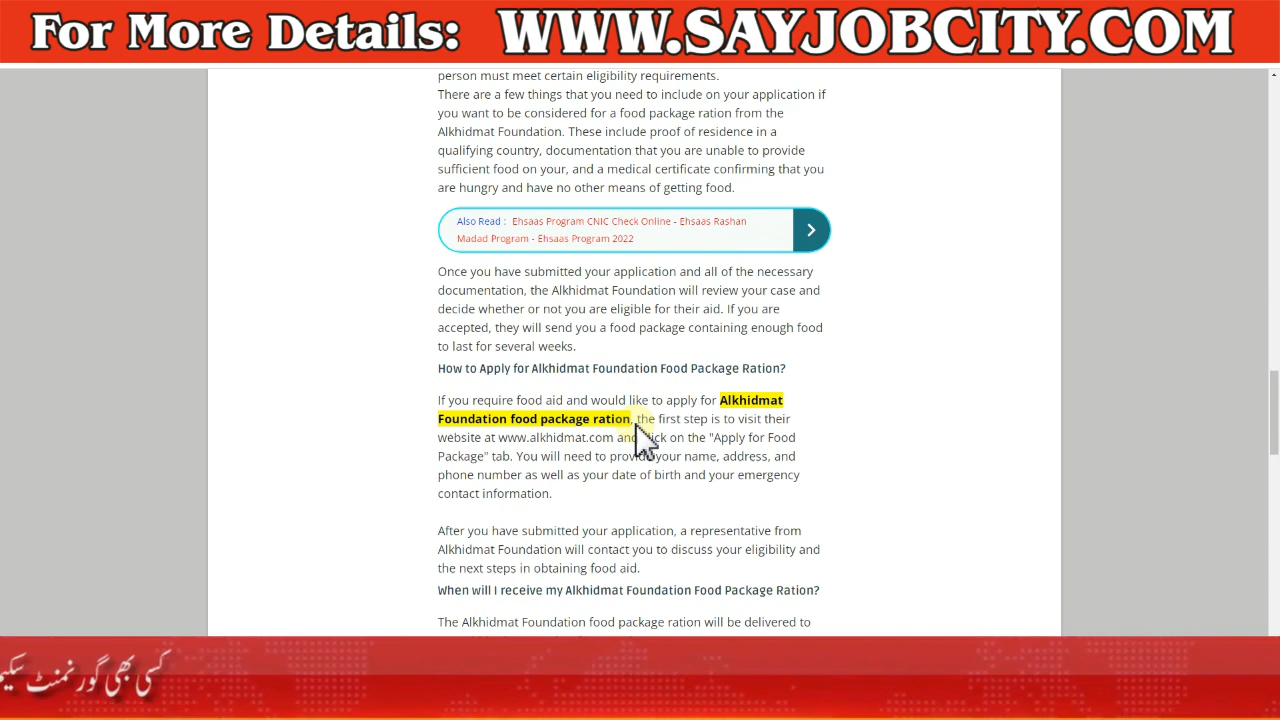 For More Details: WWW.SAYJOBCITY.COM
person must meet certain eligibility requirements.
There are a few things that you need to include on your application if
you want to be considered for a food package ration from the
Alkhidmat Foundation. These include proof of residence in a
qualifying country, documentation that you are unable to provide
sufficient food on your, and a medical certificate confirming that you
are hungry and have no other means of getting food.
Also Read : Ehsaas Program CNIC Check Online - Ehsaas Rashan
Madad Program - Ehsaas Program 2022
Once you have submitted your application and all of the necessary
documentation, the Alkhidmat Foundation will review your case and
decide whether or not you are eligible for their aid. If you are
accepted, they will send you a food package containing enough food
to last for several weeks.
How to Apply for Alkhidmat Foundation Food Package Ration?
If you require food aid and would like to apply for Alkhidmat
Foundation food package ration, the first step is to visit their
website at www.alkhidmat.com and click on the "Apply for Food
Package" tab. You will need to provide your name, address, and
phone number as well as your date of birth and your emergency
contact information.
After you have submitted your application, a representative from
Alkhidmat Foundation will contact you to discuss your eligibility and
the next steps in obtaining food aid.
When will I receive my Alkhidmat Foundation Food Package Ration?
The Alkhidmat Foundation food package ration will be delivered to
کسی بھی گورنمنٹ سکیم